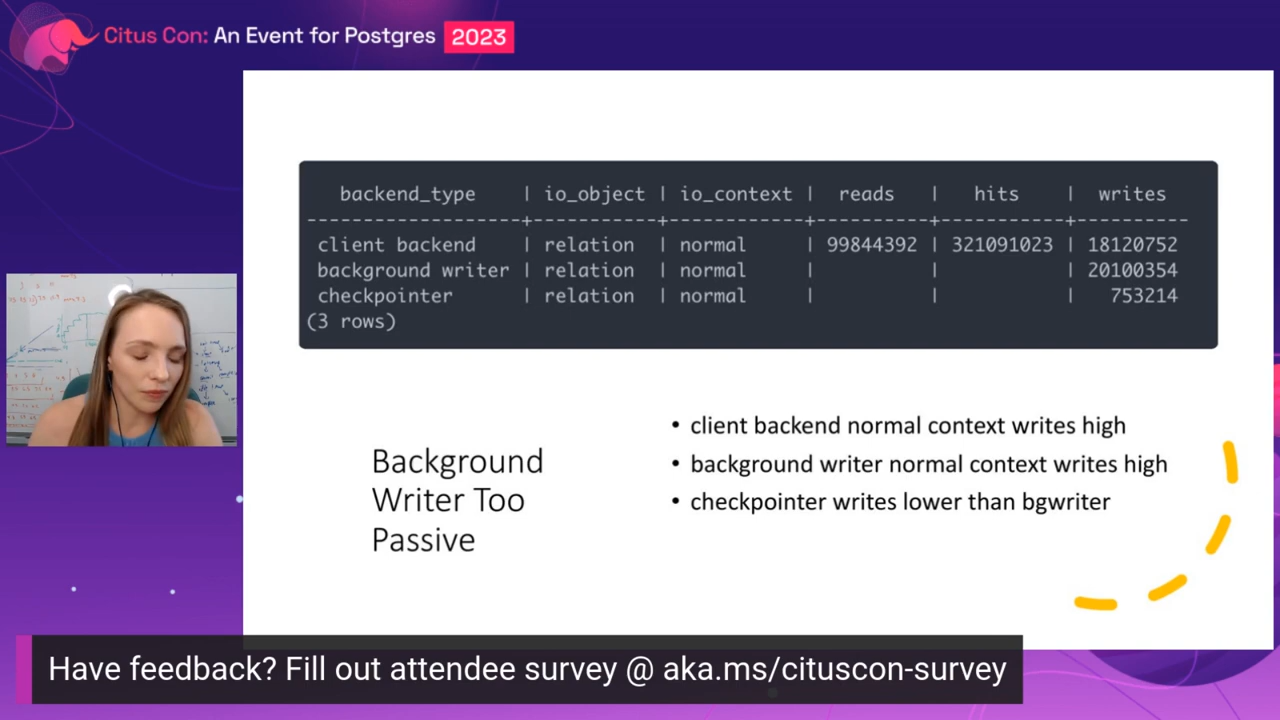 Citus Con: An Event for Postgres 2023
backend_type | io_object | io_context | reads | hits | writes
-------------------+-----------+------------+----------+-----------+----------
client backend | relation | normal | 99844392 | 321091023 | 18120752
background writer | relation | normal | | | 20100354
checkpointer | relation | normal | | | 753214
(3 rows)
Background
Writer Too
Passive
• client backend normal context writes high
• background writer normal context writes high
• checkpointer writes lower than bgwriter
Have feedback? Fill out attendee survey @ aka.ms/cituscon-survey